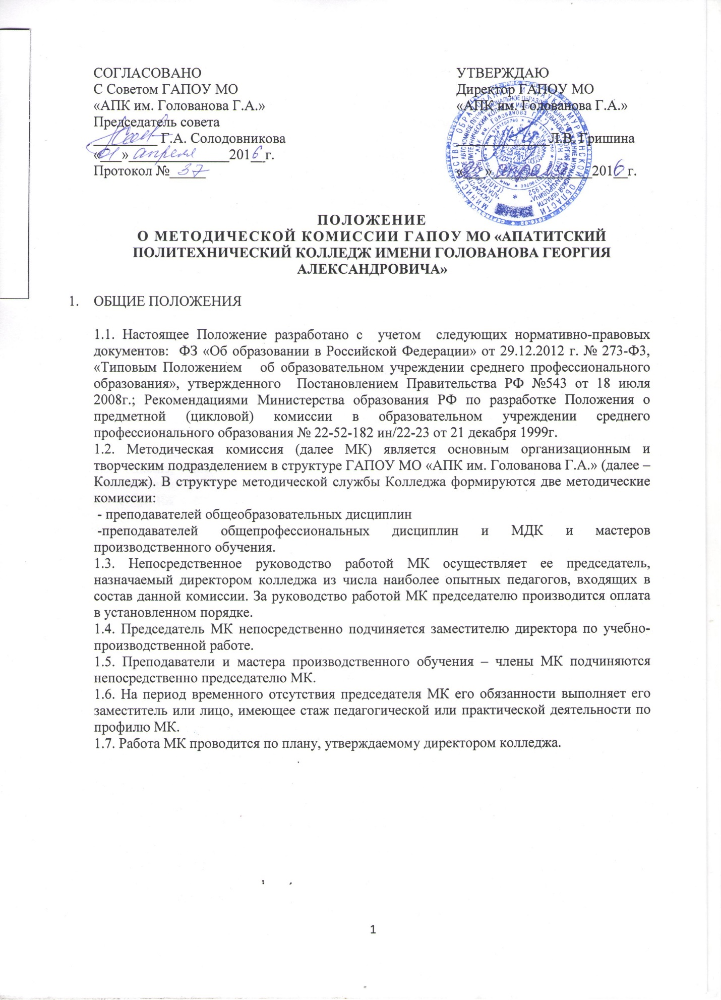 СОГЛАСОВАНО
С Советом ГАПОУ МО
«АПК им. Голованова Г.А.»
Председатель совета
_________ Г.А. Солодовникова
«01» апреля 2016 г.
Протокол № 37
УТВЕРЖДАЮ
Директор ГАПОУ МО
«АПК им. Голованова Г.А.»
_____________Л.В. Гришина
«___» апреля 2016 г.
МИНИСТЕРСТВО ОБРАЗОВАНИЯ И НАУКИ МУРМАНСКОЙ ОБЛАСТИ
ПОЛОЖЕНИЕ
О МЕТОДИЧЕСКОЙ КОМИССИИ ГАПОУ МО «АПАТИТСКИЙ
ПОЛИТЕХНИЧЕСКИЙ КОЛЛЕДЖ ИМЕНИ ГОЛОВАНОВА ГЕОРГИЯ
АЛЕКСАНДРОВИЧА»
1. ОБЩИЕ ПОЛОЖЕНИЯ
1.1. Настоящее Положение разработано с учетом следующих нормативно-правовых
документов: ФЗ «Об образовании в Российской Федерации» от 29.12.2012 г. № 273-ФЗ,
«Типовым Положением об образовательном учреждении среднего профессионального
образования», утвержденного Постановлением Правительства РФ №543 от 18 июля
2008г.; Рекомендациями Министерства образования РФ по разработке Положения о
предметной (цикловой) комиссии в образовательном учреждении среднего
профессионального образования № 22-52-182 ин/22-23 от 21 декабря 1999г.
1.2. Методическая комиссия (далее МК) является основным организационным и
творческим подразделением в структуре ГАПОУ МО «АПК им. Голованова Г.А.» (далее –
Колледж). В структуре методической службы Колледжа формируются две методические
комиссии:
- преподавателей общеобразовательных дисциплин
-преподавателей общепрофессиональных дисциплин и МДК и мастеров
производственного обучения.
1.3. Непосредственное руководство работой МК осуществляет ее председатель,
назначаемый директором колледжа из числа наиболее опытных педагогов, входящих в
состав данной комиссии. За руководство работой МК председателю производится оплата
в установленном порядке.
1.4. Председатель МК непосредственно подчиняется заместителю директора по учебно-
производственной работе.
1.5. Преподаватели и мастера производственного обучения – члены МК подчиняются
непосредственно председателю МК.
1.6. На период временного отсутствия председателя МК его обязанности выполняет его
заместитель или лицо, имеющее стаж педагогической или практической деятельности по
профилю МК.
1.7. Работа МК проводится по плану, утверждаемому директором колледжа.
1